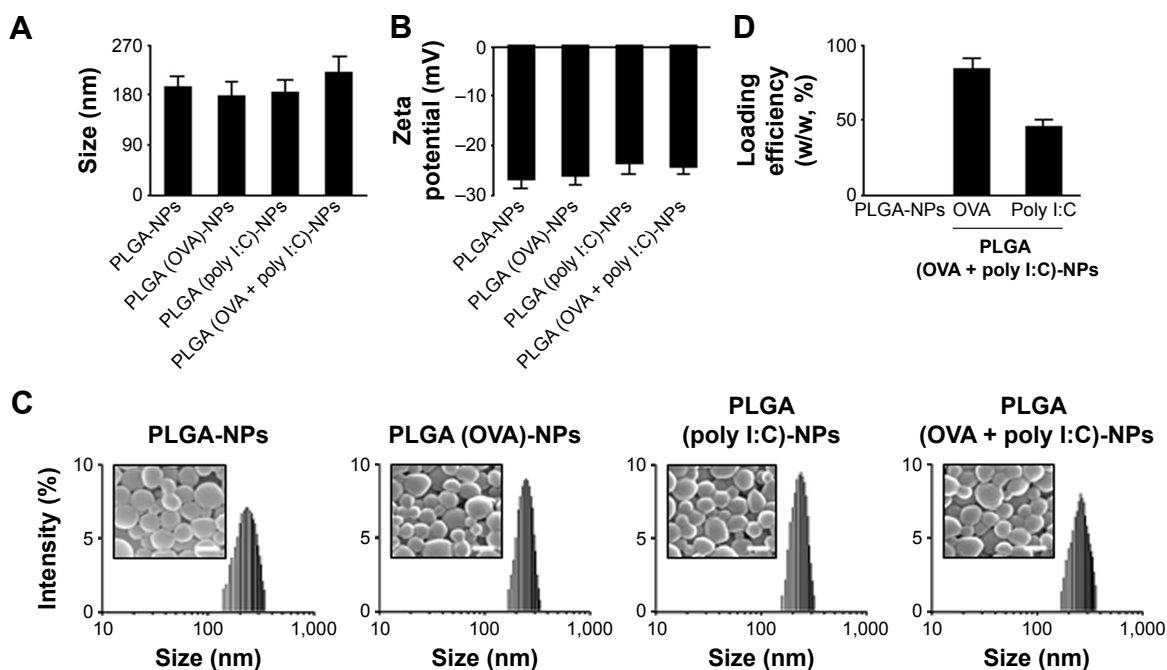 A
Size (nm)
270
180
90
0
PLGA-NPs
PLGA (OVA)-NPs
PLGA (poly I:C)-NPs
PLGA (OVA + poly I:C)-NPs
B
Zeta
potential (mV)
0
–10
–20
–30
PLGA-NPs
PLGA (OVA)-NPs
PLGA (poly I:C)-NPs
PLGA (OVA + poly I:C)-NPs
D
Loading
efficiency
(w/w, %)
100
50
0
PLGA-NPs OVA Poly I:C
PLGA
(OVA + poly I:C)-NPs
C
Intensity (%)
PLGA-NPs
10
5
0
10 100 1,000
Size (nm)
PLGA (OVA)-NPs
10
5
0
10 100 1,000
Size (nm)
PLGA
(poly I:C)-NPs
10
5
0
10 100 1,000
Size (nm)
PLGA
(OVA + poly I:C)-NPs
10
5
0
10 100 1,000
Size (nm)